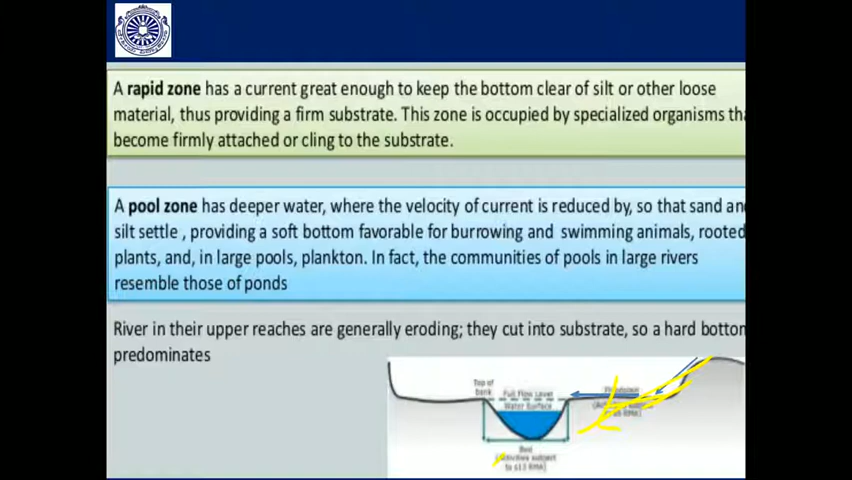 A rapid zone has a current great enough to keep the bottom clear of silt or other loose
material, thus providing a firm substrate. This zone is occupied by specialized organisms tha
become firmly attached or cling to the substrate.
A pool zone has deeper water, where the velocity of current is reduced by, so that sand an
silt settle , providing a soft bottom favorable for burrowing and swimming animals, rooted
plants, and, in large pools, plankton. In fact, the communities of pools in large rivers
resemble those of ponds
River in their upper reaches are generally eroding; they cut into substrate, so a hard bottom
predominates
Top of
bank
Full Flow Level
Water Surface
Bed
subject
to s13 RMA)